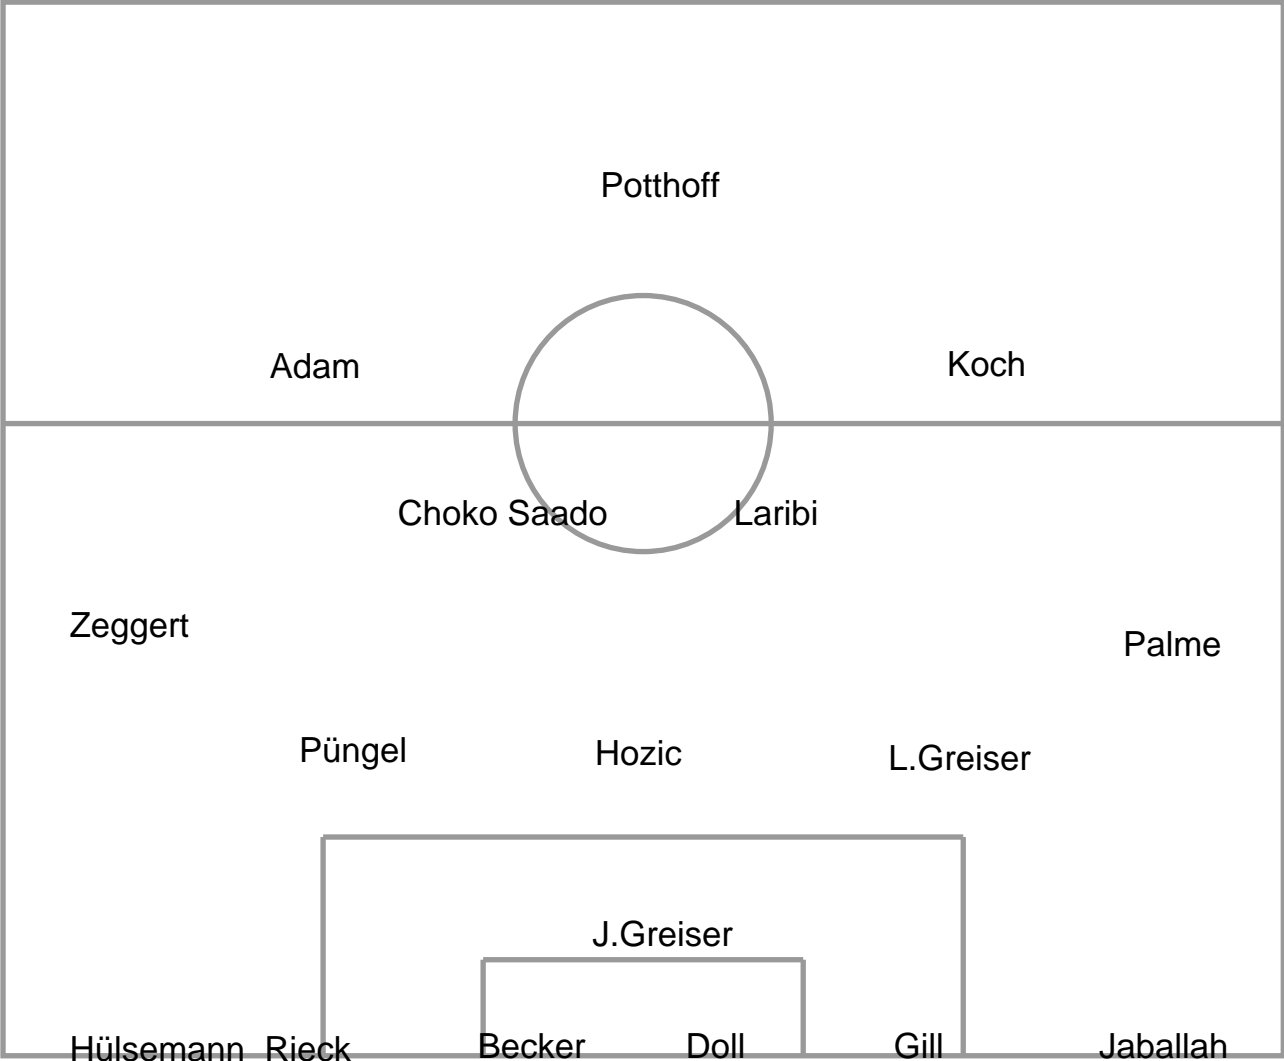 Potthoff
Adam
Koch
Choko Saado
Laribi
Zeggert
Palme
Püngel
Hozic
L.Greiser
J.Greiser
Hülsemann
Rieck
Becker
Doll
Gill
Jaballah